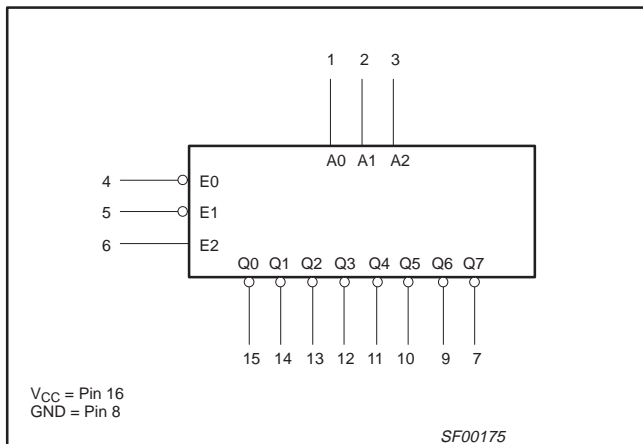 1 2 3
A0 A1 A2
4 E0
5 E1
6 E2
Q0 Q1 Q2 Q3 Q4 Q5 Q6 Q7
15 14 13 12 11 10 9 7
VCC = Pin 16
GND = Pin 8
SF00175